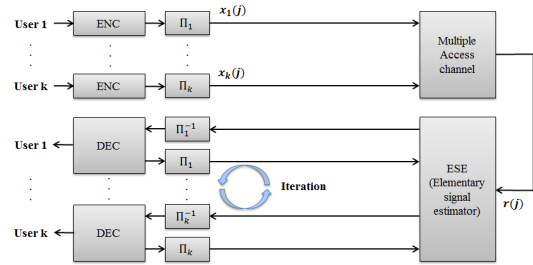 User 1
ENC
Π₁
x₁(j)
Multiple
Access
channel
User k
ENC
Πₖ
xₖ(j)
User 1
DEC
Π₁⁻¹
Π₁
Iteration
ESE
(Elementary
signal
estimator)
r(j)
User k
DEC
Πₖ⁻¹
Πₖ